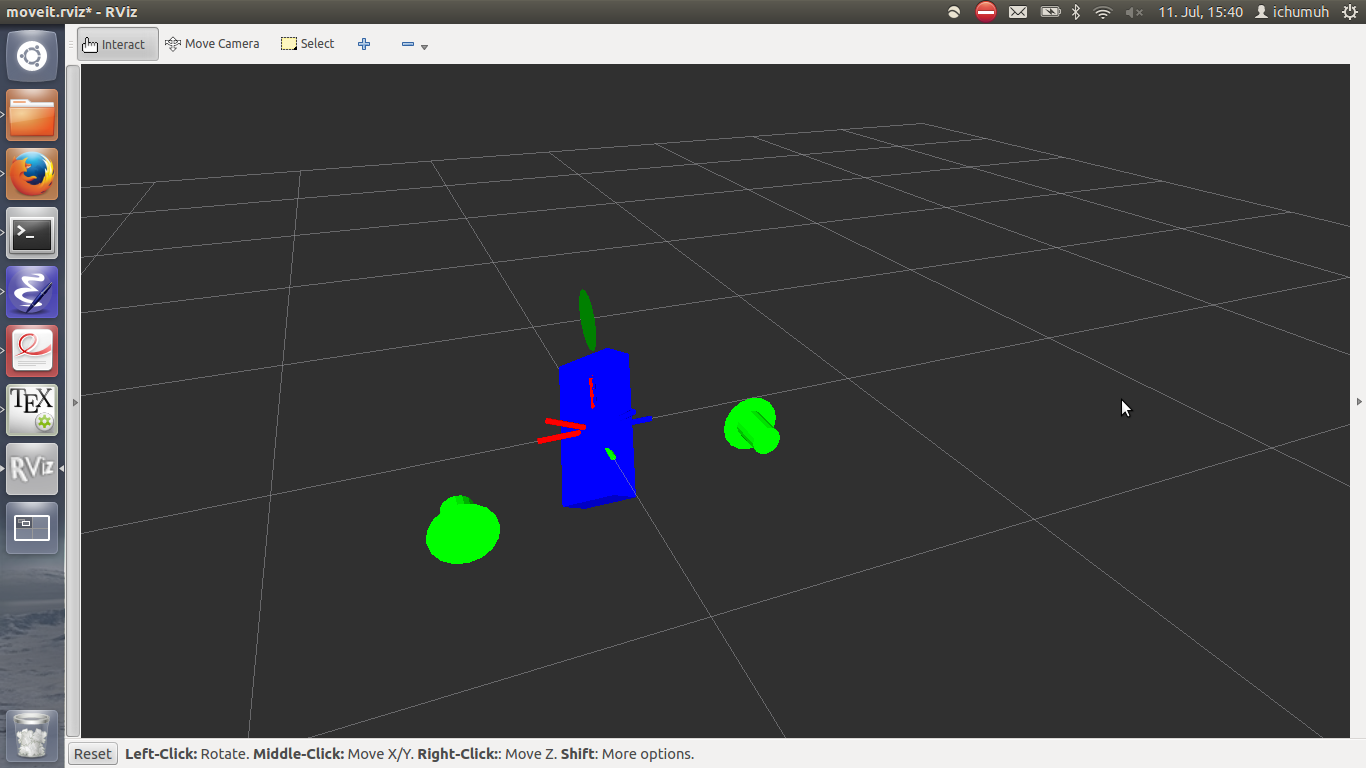 moveit.rviz* - RViz
11. Jul, 15:40 ichumuh
Interact Move Camera Select
>_
TEX
RViz
Reset Left-Click: Rotate. Middle-Click: Move X/Y. Right-Click:: Move Z. Shift: More options.